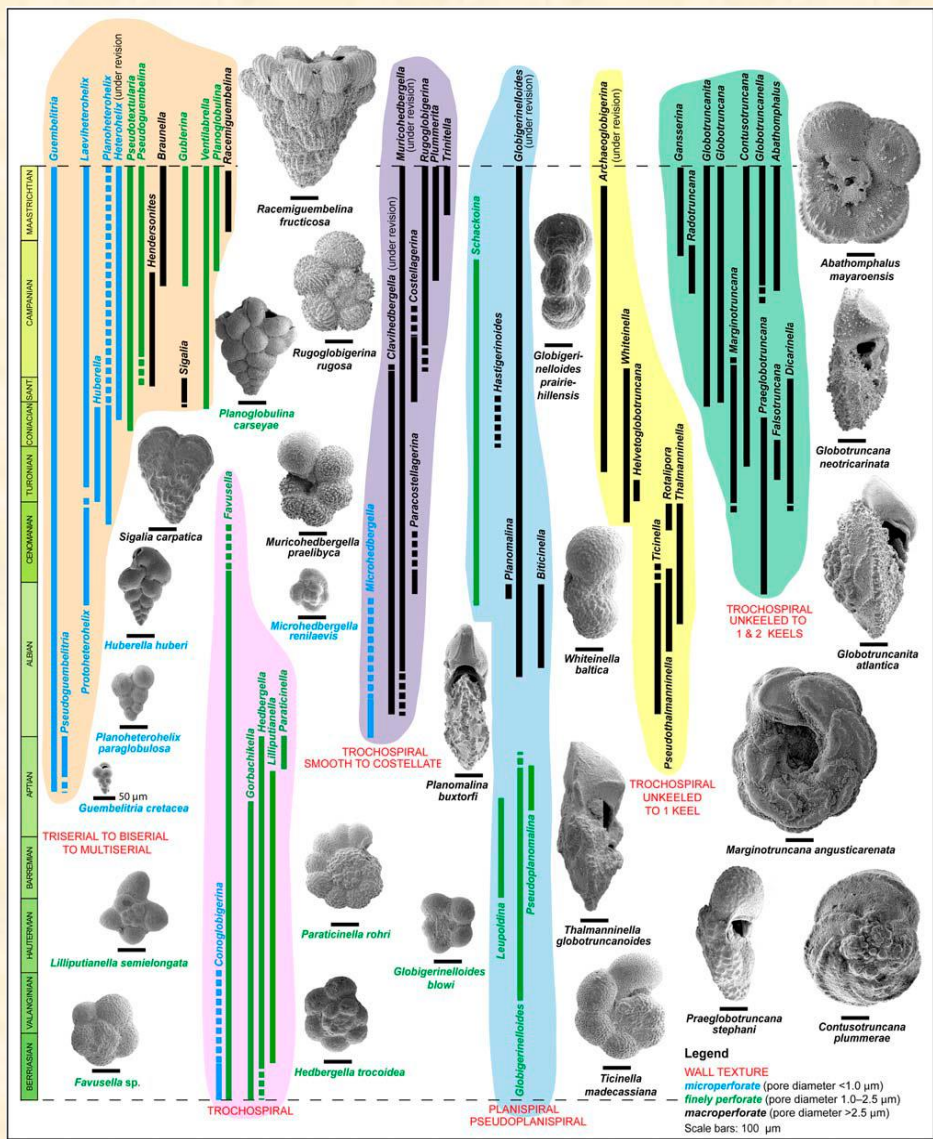 Guembelitria
Laeviheterohelix
Planoheterohelix
Heterohelix (under revision)
Pseudotextularia
Pseudoguembelina
Braunella
Gublerina
Ventilabrella
Planoglobulina
Racemiguembelina
Hendersonites
Sigalia
Huberella
Protoheterohelix
Pseudoguembelitria
Racemiguembelina
fructicosa
Rugoglobigerina
rugosa
Planoglobulina
carseyae
Sigalia carpatica
Huberella huberi
Planoheterohelix
paraglobulosa
50 µm
Guembelitria cretacea
TRISERIAL TO BISERIAL
TO MULTISERIAL
MAASTRICHTIAN
CAMPANIAN
SANT.
CONIACIAN
TURONIAN
CENOMANIAN
ALBIAN
APTIAN
BARREMIAN
HAUTERMAN
VALANGINIAN
BERRIASIAN
Favusella
Gorbachikella
Hedbergella
Lilliputianella
Paraticinella
Conoglobigerina
TROCHOSPIRAL
Lilliputianella semielongata
Favusella sp.
Muricohedbergella
praelibyca
Microhedbergella
renilaevis
Paraticinella rohri
Hedbergella trocoidea
Muricohedbergella
(under revision)
Rugoglobigerina
Plummerita
Trinitella
Clavihedbergella (under revision)
Costellagerina
Paracostellagerina
Microhedbergella
TROCHOSPIRAL
SMOOTH TO COSTELLATE
Globigerinelloides
(under revision)
Schackoina
Hastigerinoides
Planomalina
Biticinella
Leupoldina
Pseudoplanomalina
Globigerinelloides
PLANISPIRAL
PSEUDOPLANISPIRAL
Globigeri-
nelloides
prairie-
hillensis
Planomalina
buxtorfi
Globigerinelloides
blowi
Whiteinella
baltica
Thalmanninella
globotruncanoides
Ticinella
madecassiana
Archaeoglobigerina
(under revision)
Whiteinella
Helvetoglobotruncana
Rotalipora
Thalmanninella
Ticinella
Pseudothalmanninella
TROCHOSPIRAL
UNKEELED
TO 1 KEEL
Gansserina
Radotruncana
Globotruncanita
Globotruncana
Contusotruncana
Globotruncanella
Abathomphalus
Marginotruncana
Praeglobotruncana
Falsotruncana
Dicarinella
TROCHOSPIRAL
UNKEELED TO
1 & 2 KEELS
Abathomphalus
mayaroensis
Globotruncana
neotricarinata
Globotruncanita
atlantica
Marginotruncana angusticarenata
Praeglobotruncana
stephani
Contusotruncana
plummerae
Legend
WALL TEXTURE
microperforate (pore diameter <1.0 µm)
finely perforate (pore diameter 1.0–2.5 µm)
macroperforate (pore diameter >2.5 µm)
Scale bars: 100 µm